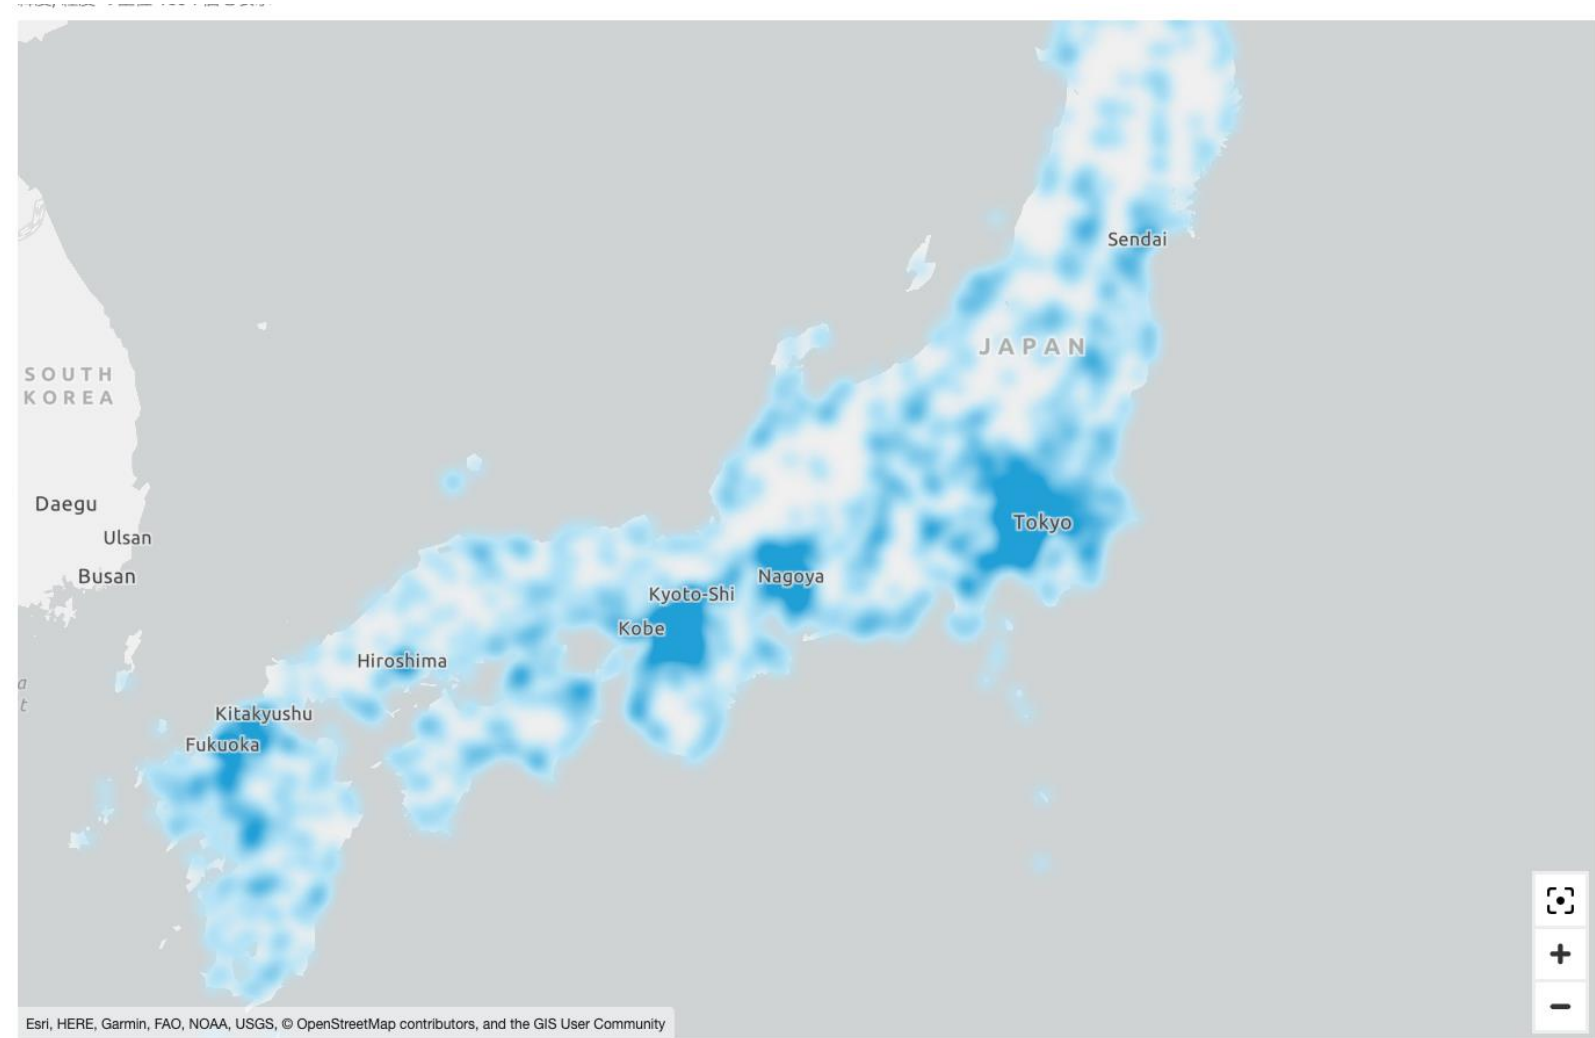 Sendai
JAPAN
SOUTH
KOREA
Daegu
Tokyo
Ulsan
Busan
Nagoya
Kyoto-Shi
Kobe
Hiroshima
a
t
Kitakyushu
Fukuoka
Esri, HERE, Garmin, FAO, NOAA, USGS, © OpenStreetMap contributors, and the GIS User Community